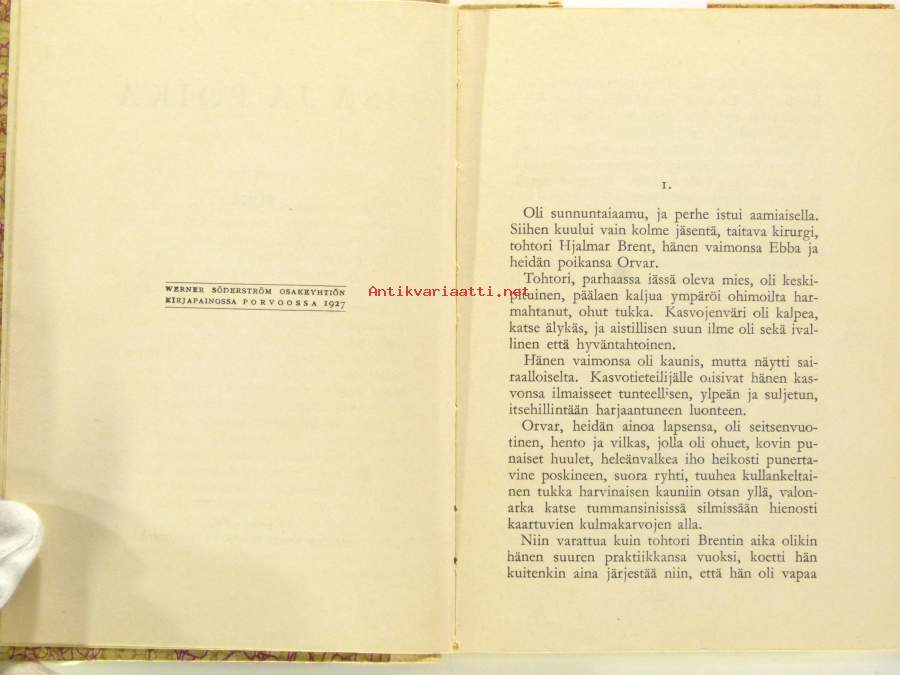 WERNER SÖDERSTRÖM OSAKEYHTIÖN
KIRJAPAINOSSA PORVOOSSA 1927
Antikvariaatti.net
I.
Oli sunnuntaiaamu, ja perhe istui aamiaisella.
Siihen kuului vain kolme jäsentä, taitava kirurgi,
tohtori Hjalmar Brent, hänen vaimonsa Ebba ja
heidän poikansa Orvar.
Tohtori, parhaassa iässä oleva mies, oli keski-
pituinen, päälaen kaljua ympäröi ohimoilta har-
mahtanut, ohut tukka. Kasvojenväri oli kalpea,
katse älykäs, ja aistillisen suun ilme oli sekä ival-
linen että hyväntahtoinen.
Hänen vaimonsa oli kaunis, mutta näytti sai-
raalloiselta. Kasvotieteilijälle olisivat hänen kas-
vonsa ilmaisseet tunteellisen, ylpeän ja suljetun,
itsehillintään harjaantuneen luonteen.
Orvar, heidän ainoa lapsensa, oli seitsenvuo-
tinen, hento ja vilkas, jolla oli ohuet, kovin pu-
naiset huulet, heleänvalkea iho heikosti punerta-
vine poskineen, suora ryhti, tuuhea kullankeltai-
nen tukka harvinaisen kauniin otsan yllä, valon-
arka katse tummansinisissä silmissään hienosti
kaartuvien kulmakarvojen alla.
Niin varattua kuin tohtori Brentin aika olikin
hänen suuren praktiikkansa vuoksi, koetti hän
kuitenkin aina järjestää niin, että hän oli vapaa